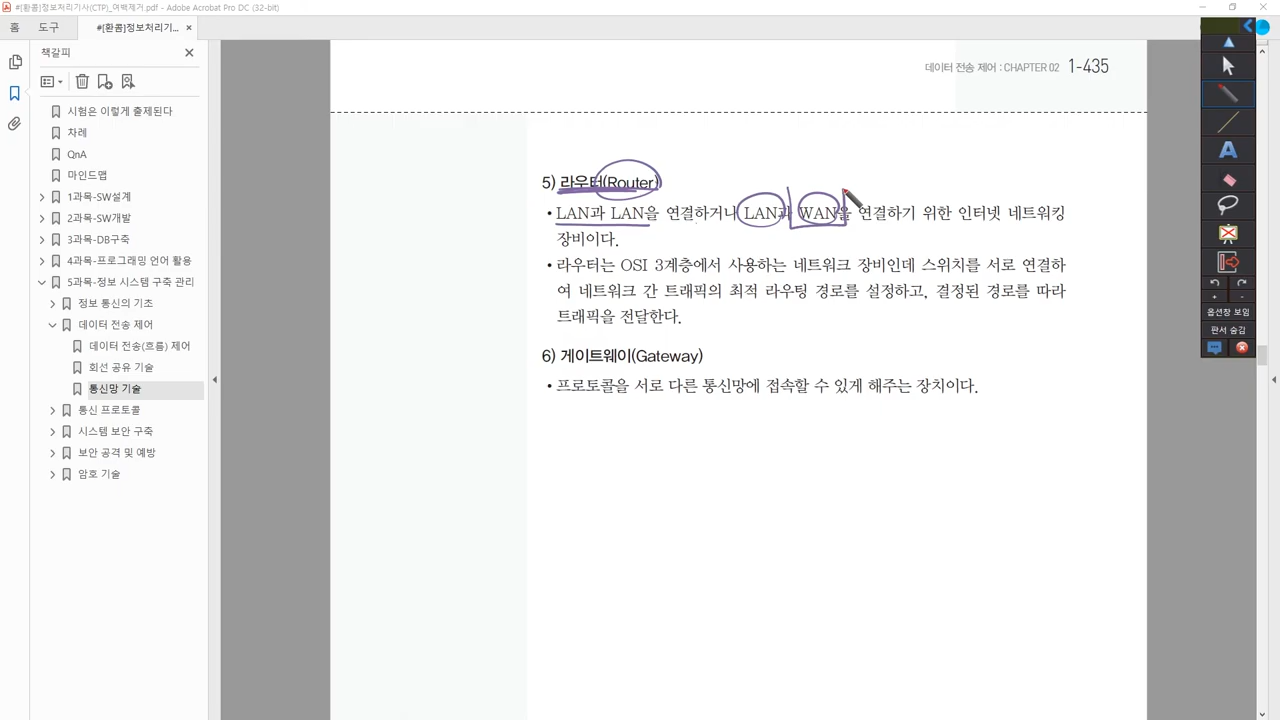 #[환콤]정보처리기사(CTP)_여백제거.pdf - Adobe Acrobat Pro DC (32-bit)
홈 도구 #[환콤]정보처리기... ×
책갈피
시험은 이렇게 출제된다
차례
QnA
마인드맵
1과목-SW설계
2과목-SW개발
3과목-DB구축
4과목-프로그래밍 언어 활용
5과목-정보 시스템 구축 관리
정보 통신의 기초
데이터 전송 제어
데이터 전송(흐름) 제어
회선 공유 기술
통신망 기술
통신 프로토콜
시스템 보안 구축
보안 공격 및 예방
암호 기술
데이터 전송 제어 : CHAPTER 02 1-435
5) 라우터(Router)
• LAN과 LAN을 연결하거나 LAN과 WAN을 연결하기 위한 인터넷 네트워킹
장비이다.
• 라우터는 OSI 3계층에서 사용하는 네트워크 장비인데 스위치를 서로 연결하
여 네트워크 간 트래픽의 최적 라우팅 경로를 설정하고, 결정된 경로를 따라
트래픽을 전달한다.
6) 게이트웨이(Gateway)
• 프로토콜을 서로 다른 통신망에 접속할 수 있게 해주는 장치이다.
A
+ -
옵션창 보임
판서 숨김